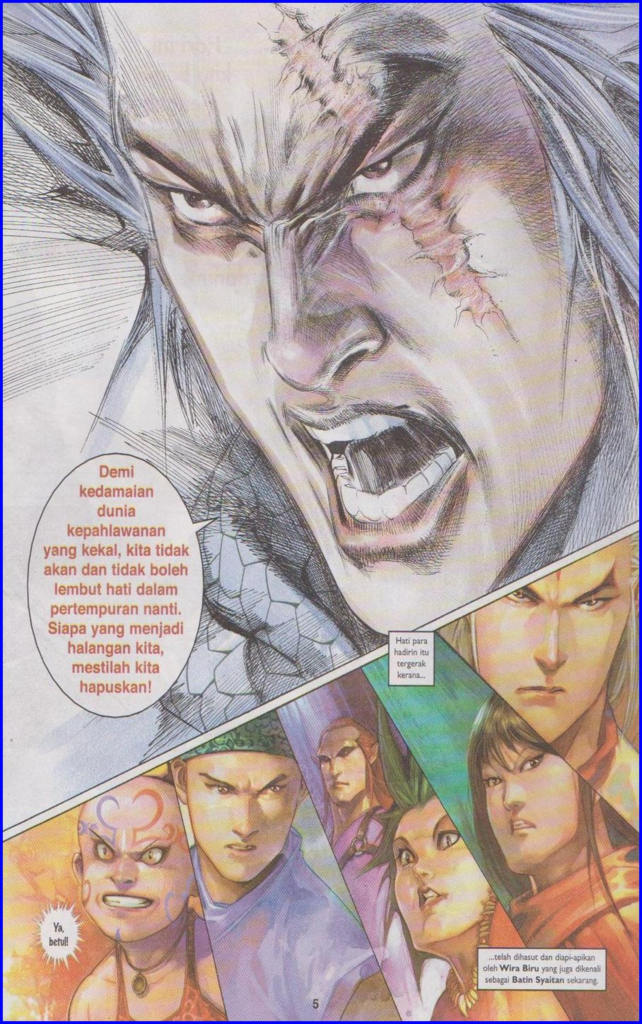 Demi
kedamaian
dunia
kepahlawanan
yang kekal, kita tidak
akan dan tidak boleh
lembut hati dalam
pertempuran nanti.
Siapa yang menjadi
halangan kita,
mestilah kita
hapuskan!
Hati para
hadirin itu
tergerak
kerana...
Ya,
betul!
...telah dihasut dan diapi-apikan
oleh Wira Biru yang juga dikenali
sebagai Batin Syaitan sekarang.
5